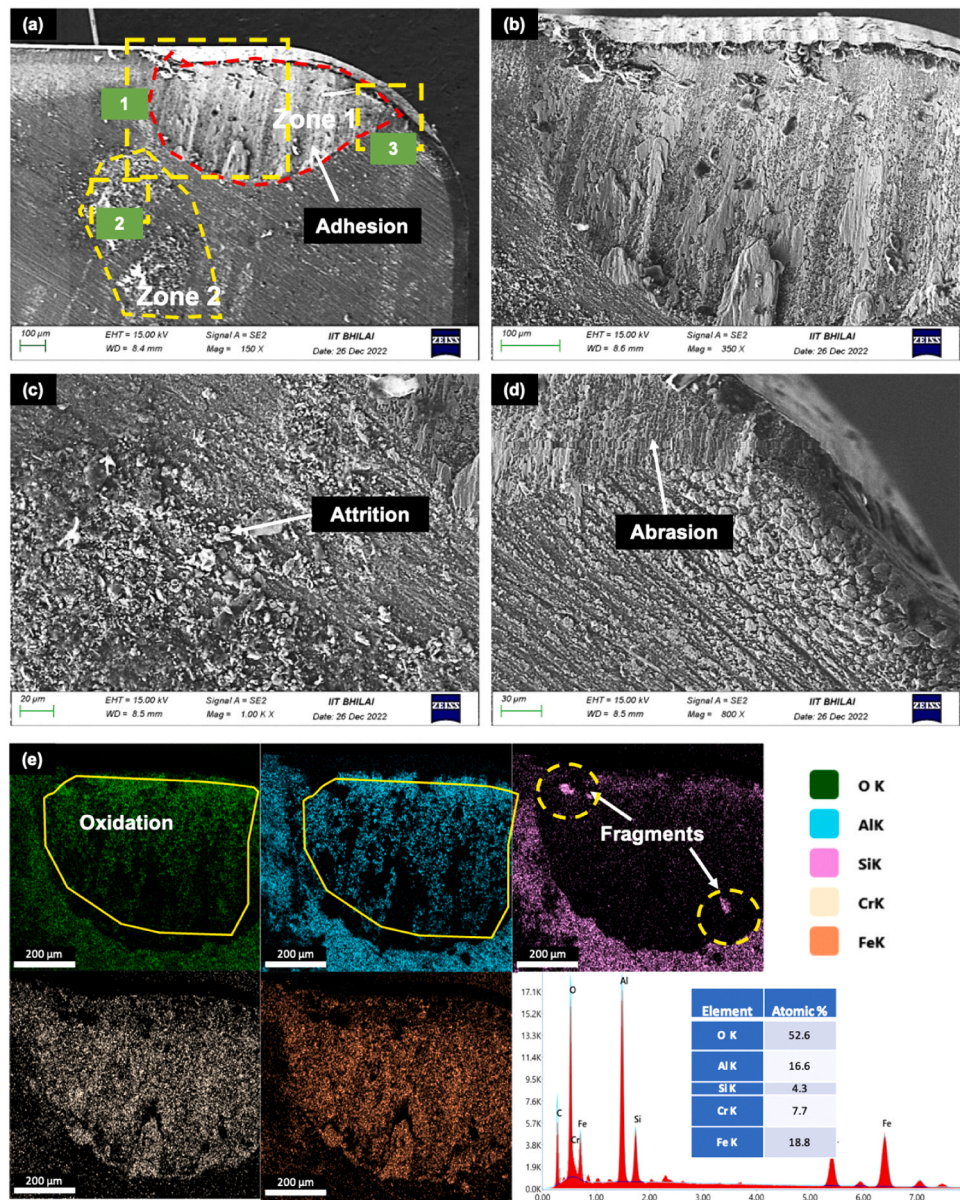 (a)
1
Zone 1
3
Adhesion
2
Zone 2
100 µm
EHT = 15.00 kV
Signal A = SE2
IIT BHILAI
WD = 8.4 mm
Mag = 150 X
Date: 26 Dec 2022
ZEISS
(b)
100 µm
EHT = 15.00 kV
Signal A = SE2
IIT BHILAI
WD = 8.6 mm
Mag = 350 X
Date: 26 Dec 2022
ZEISS
(c)
Attrition
20 µm
EHT = 15.00 kV
Signal A = SE2
IIT BHILAI
WD = 8.5 mm
Mag = 1.00 K X
Date: 26 Dec 2022
ZEISS
(d)
Abrasion
30 µm
EHT = 15.00 kV
Signal A = SE2
IIT BHILAI
WD = 8.5 mm
Mag = 800 X
Date: 26 Dec 2022
ZEISS
(e)
Oxidation
200 µm
200 µm
Fragments
200 µm
O K
AlK
SiK
CrK
FeK
200 µm
200 µm
17.1K
15.2K
13.3K
11.4K
9.5K
7.6K
5.7K
3.8K
1.9K
0.0K
C
O
Cr
Fe
Al
Si
Fe
0.00
1.00
2.00
3.00
4.00
5.00
6.00
7.00
Element Atomic %
O K 52.6
Al K 16.6
Si K 4.3
Cr K 7.7
Fe K 18.8